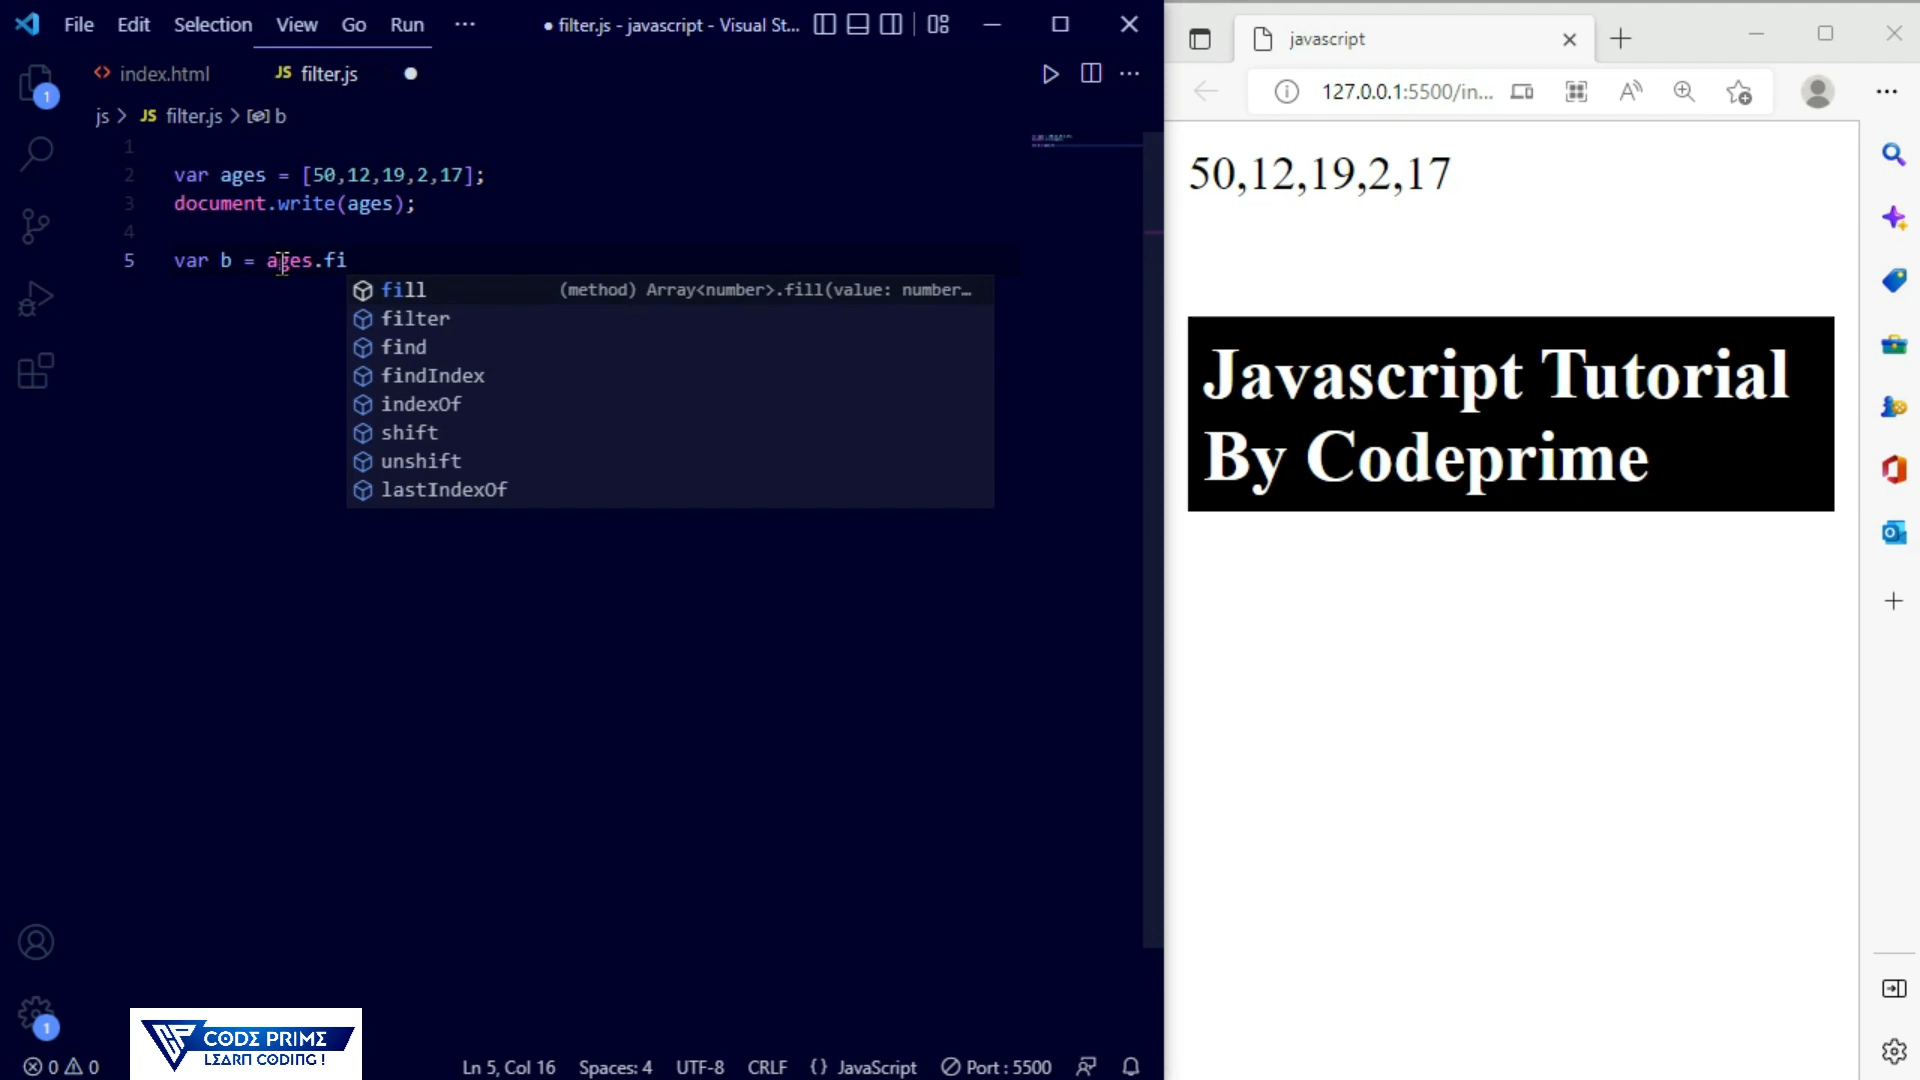 File Edit Selection View Go Run ··· ● filter.js - javascript - Visual St...
index.html JS filter.js ●
js > JS filter.js > b
1
2 var ages = [50,12,19,2,17];
3 document.write(ages);
4
5 var b = ages.fi
fill (method) Array<number>.fill(value: number…
filter
find
findIndex
indexOf
shift
unshift
lastIndexOf
1
1
CODE PRIME
LEARN CODING !
0 0 Ln 5, Col 16 Spaces: 4 UTF-8 CRLF {} JavaScript Port : 5500
javascript
127.0.0.1:5500/in...
50,12,19,2,17
Javascript Tutorial
By Codeprime